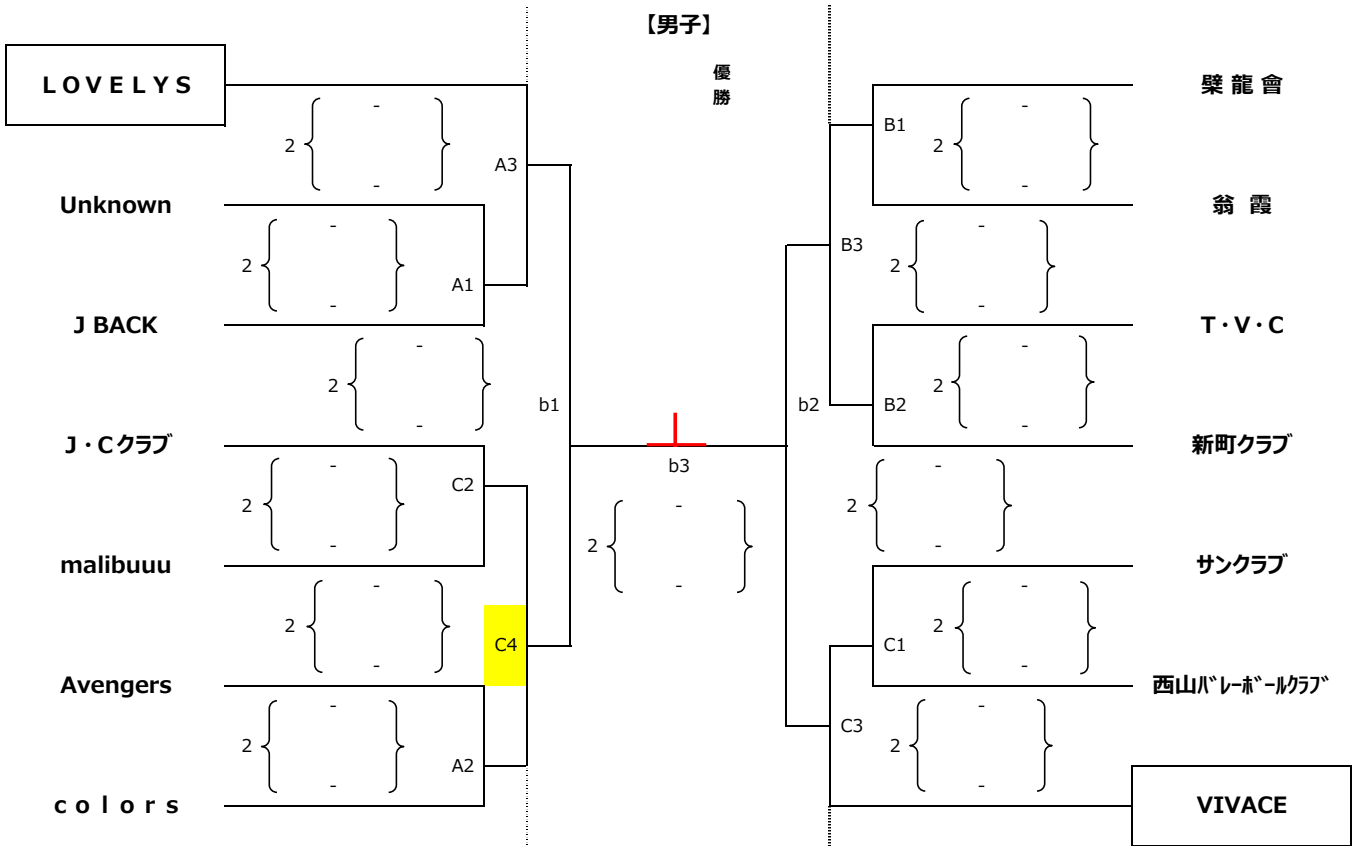 【男子】
優
勝
LOVELYS
-
2
-
A3
Unknown
-
2
-
A1
J BACK
-
2
-
b1
J・Cクラブ
-
2
-
C2
malibuuu
-
2
-
C4
Avengers
-
2
-
A2
colors
b3
-
2
-
檗龍會
B1
-
2
-
翁霞
B3
-
2
-
T・V・C
b2
B2
-
2
-
新町クラブ
-
2
-
サンクラブ
C1
-
2
-
西山ﾊﾞﾚｰﾎﾞｰﾙｸﾗﾌﾞ
C3
-
2
-
VIVACE